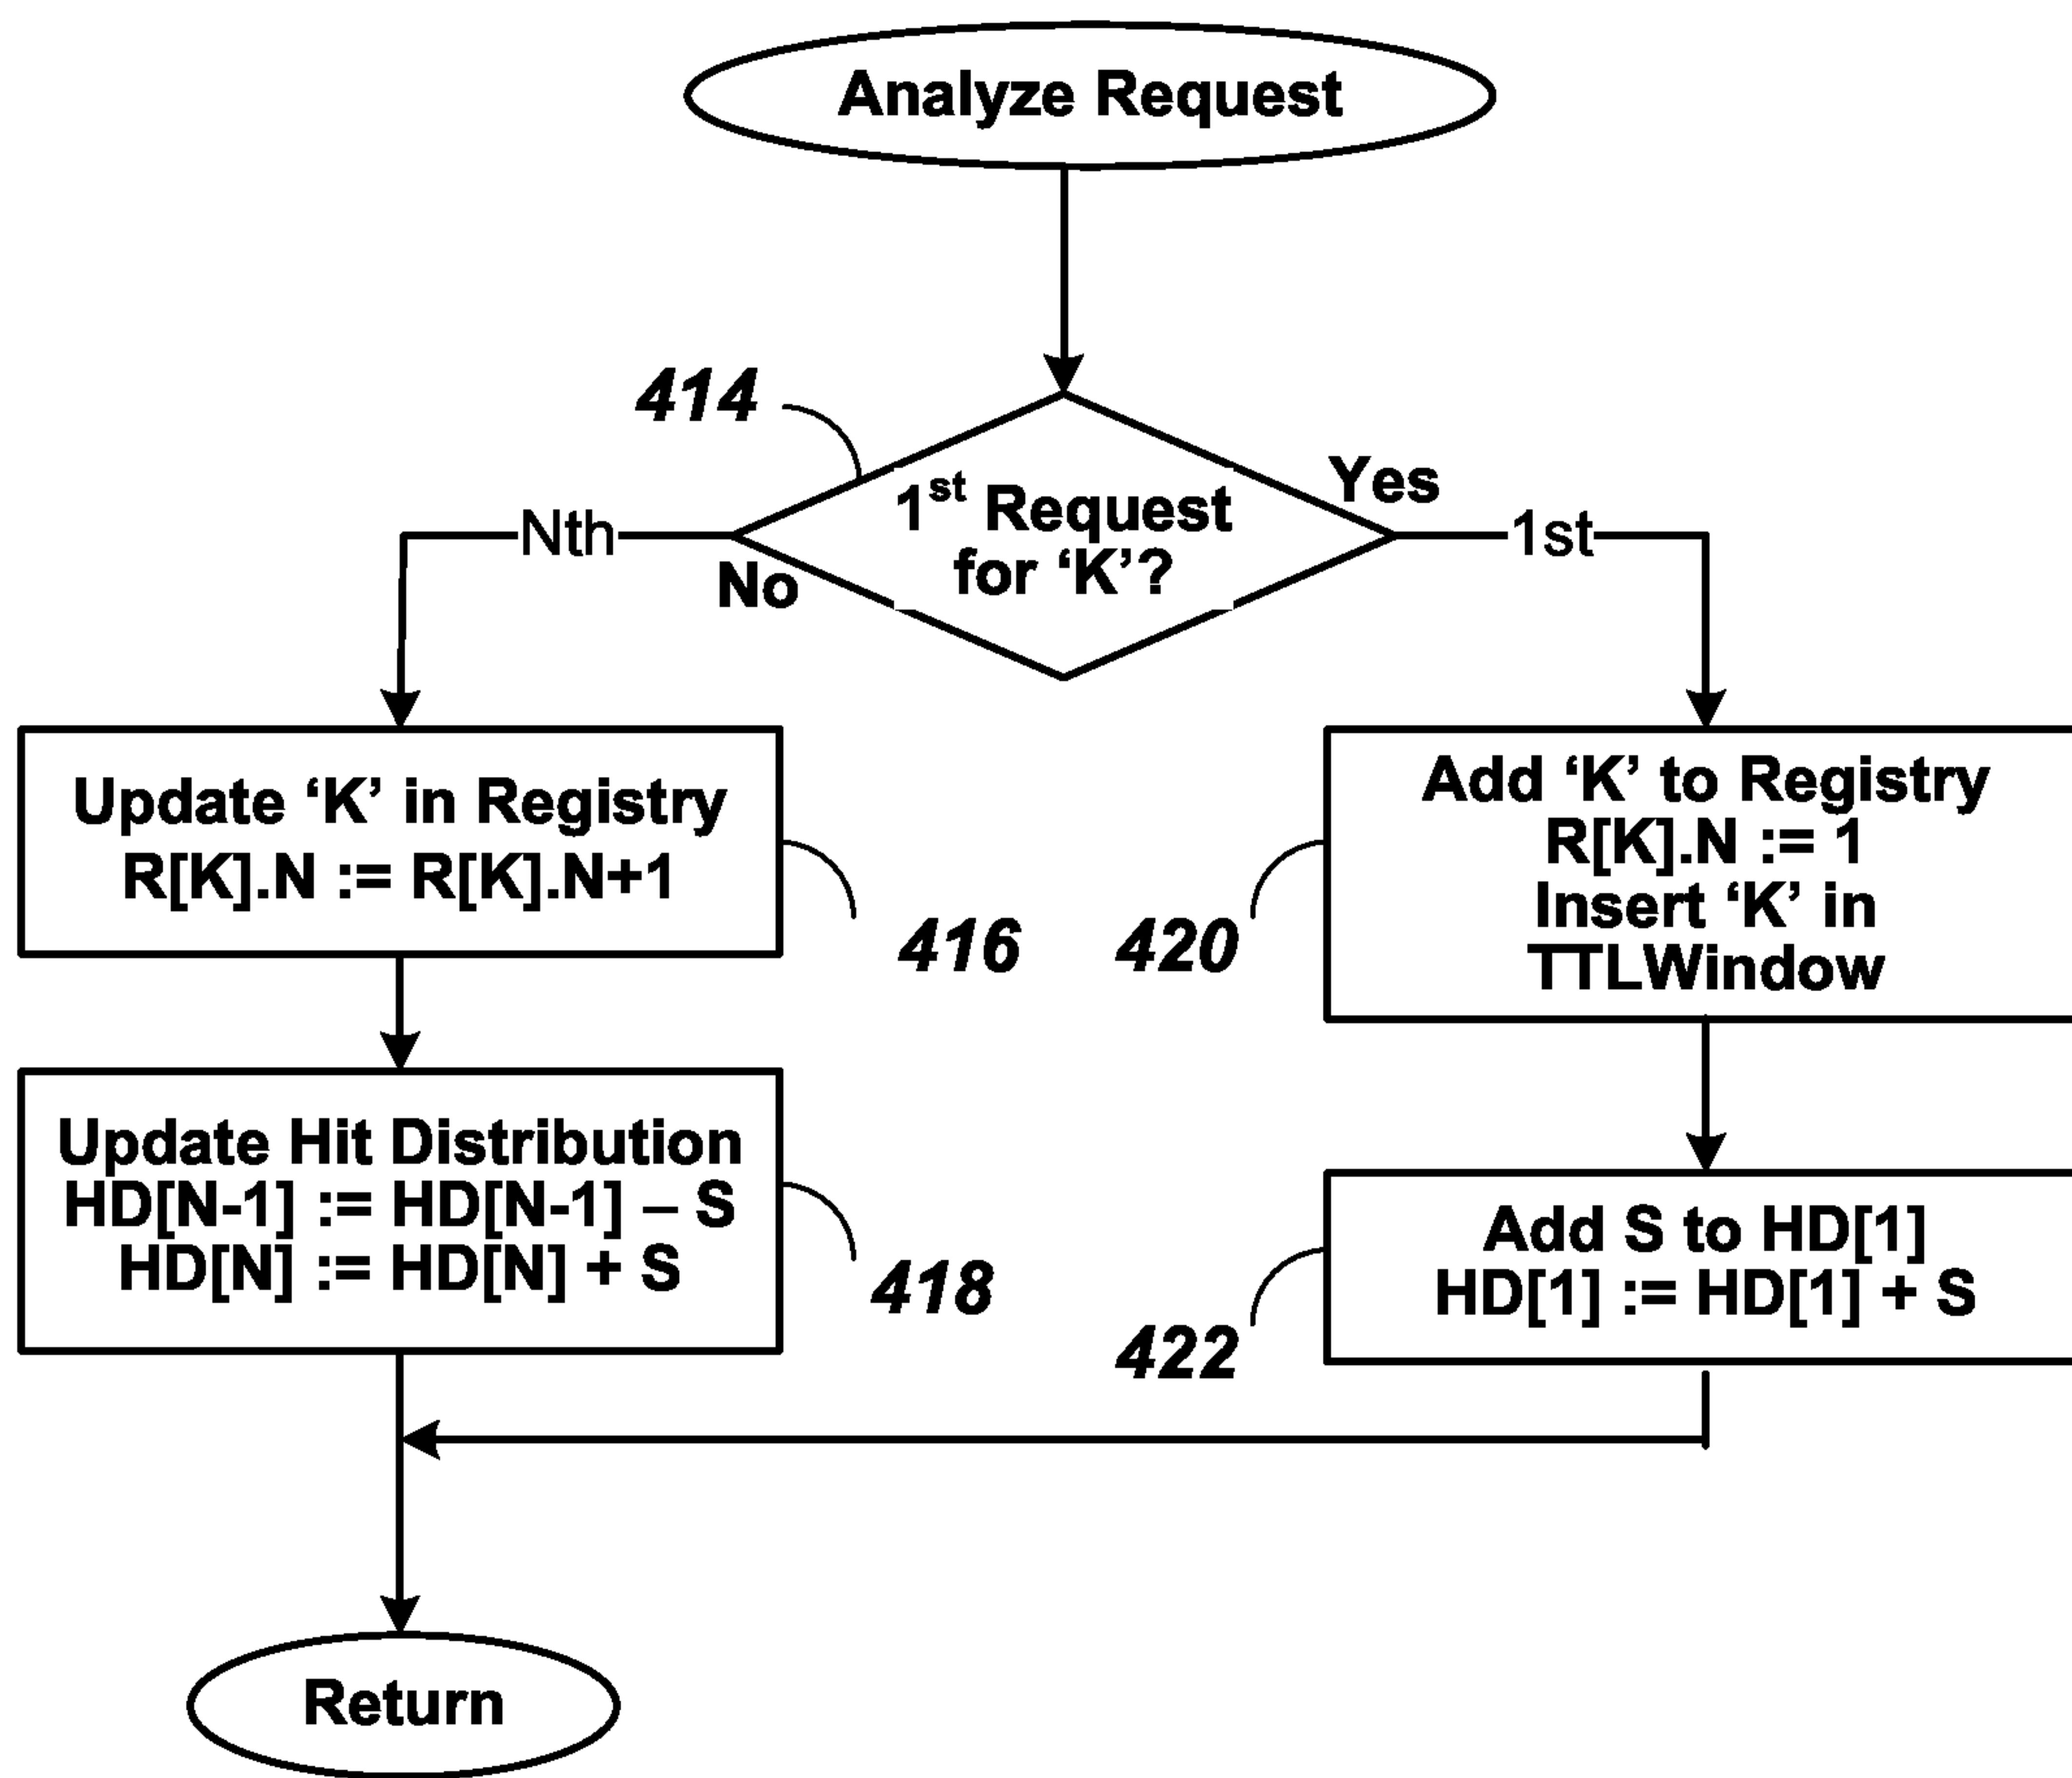 Analyze Request
414
1st Request
for ‘K’?
Yes
1st
Nth
No
Update ‘K’ in Registry
R[K].N := R[K].N+1
416
Add ‘K’ to Registry
R[K].N := 1
Insert ‘K’ in
TTLWindow
420
Update Hit Distribution
HD[N-1] := HD[N-1] – S
HD[N] := HD[N] + S
418
Add S to HD[1]
HD[1] := HD[1] + S
422
Return